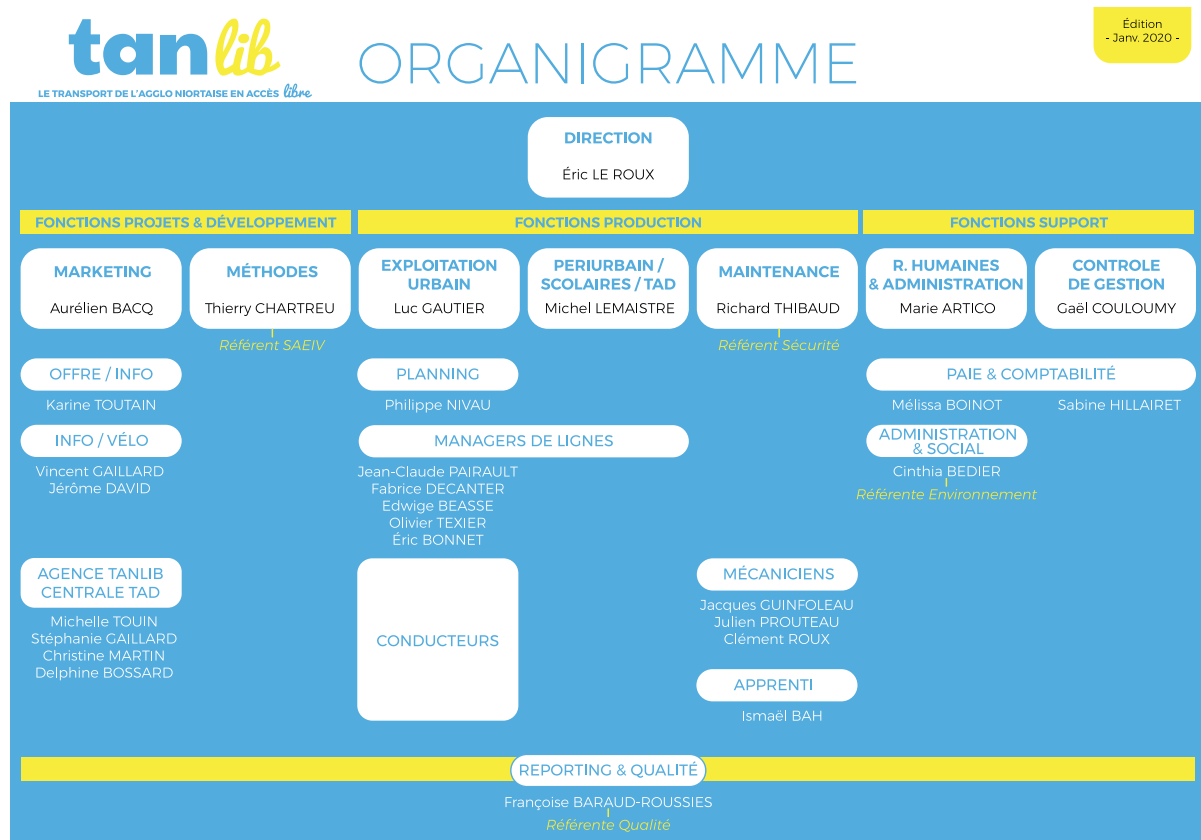 tanlib
LE TRANSPORT DE L'AGGLO NIORTAISE EN ACCÈS libre
ORGANIGRAMME
Édition
- Janv. 2020 -
DIRECTION
Éric LE ROUX
FONCTIONS PROJETS & DÉVELOPPEMENT
FONCTIONS PRODUCTION
FONCTIONS SUPPORT
MARKETING
Aurélien BACQ
MÉTHODES
Thierry CHARTREU
Référent SAEIV
EXPLOITATION
URBAIN
Luc GAUTIER
PERIURBAIN /
SCOLAIRES / TAD
Michel LEMAISTRE
MAINTENANCE
Richard THIBAUD
Référent Sécurité
R. HUMAINES
& ADMINISTRATION
Marie ARTICO
CONTROLE
DE GESTION
Gaël COULOUMY
OFFRE / INFO
Karine TOUTAIN
INFO / VÉLO
Vincent GAILLARD
Jérôme DAVID
AGENCE TANLIB
CENTRALE TAD
Michelle TOUIN
Stéphanie GAILLARD
Christine MARTIN
Delphine BOSSARD
PLANNING
Philippe NIVAU
MANAGERS DE LIGNES
Jean-Claude PAIRAULT
Fabrice DECANTER
Edwige BEASSE
Olivier TEXIER
Éric BONNET
CONDUCTEURS
MÉCANICIENS
Jacques GUINFOLEAU
Julien PROUTEAU
Clément ROUX
APPRENTI
Ismaël BAH
PAIE & COMPTABILITÉ
Mélissa BOINOT
Sabine HILLAIRET
ADMINISTRATION
& SOCIAL
Cinthia BEDIER
Référente Environnement
REPORTING & QUALITÉ
Françoise BARAUD-ROUSSIES
Référente Qualité